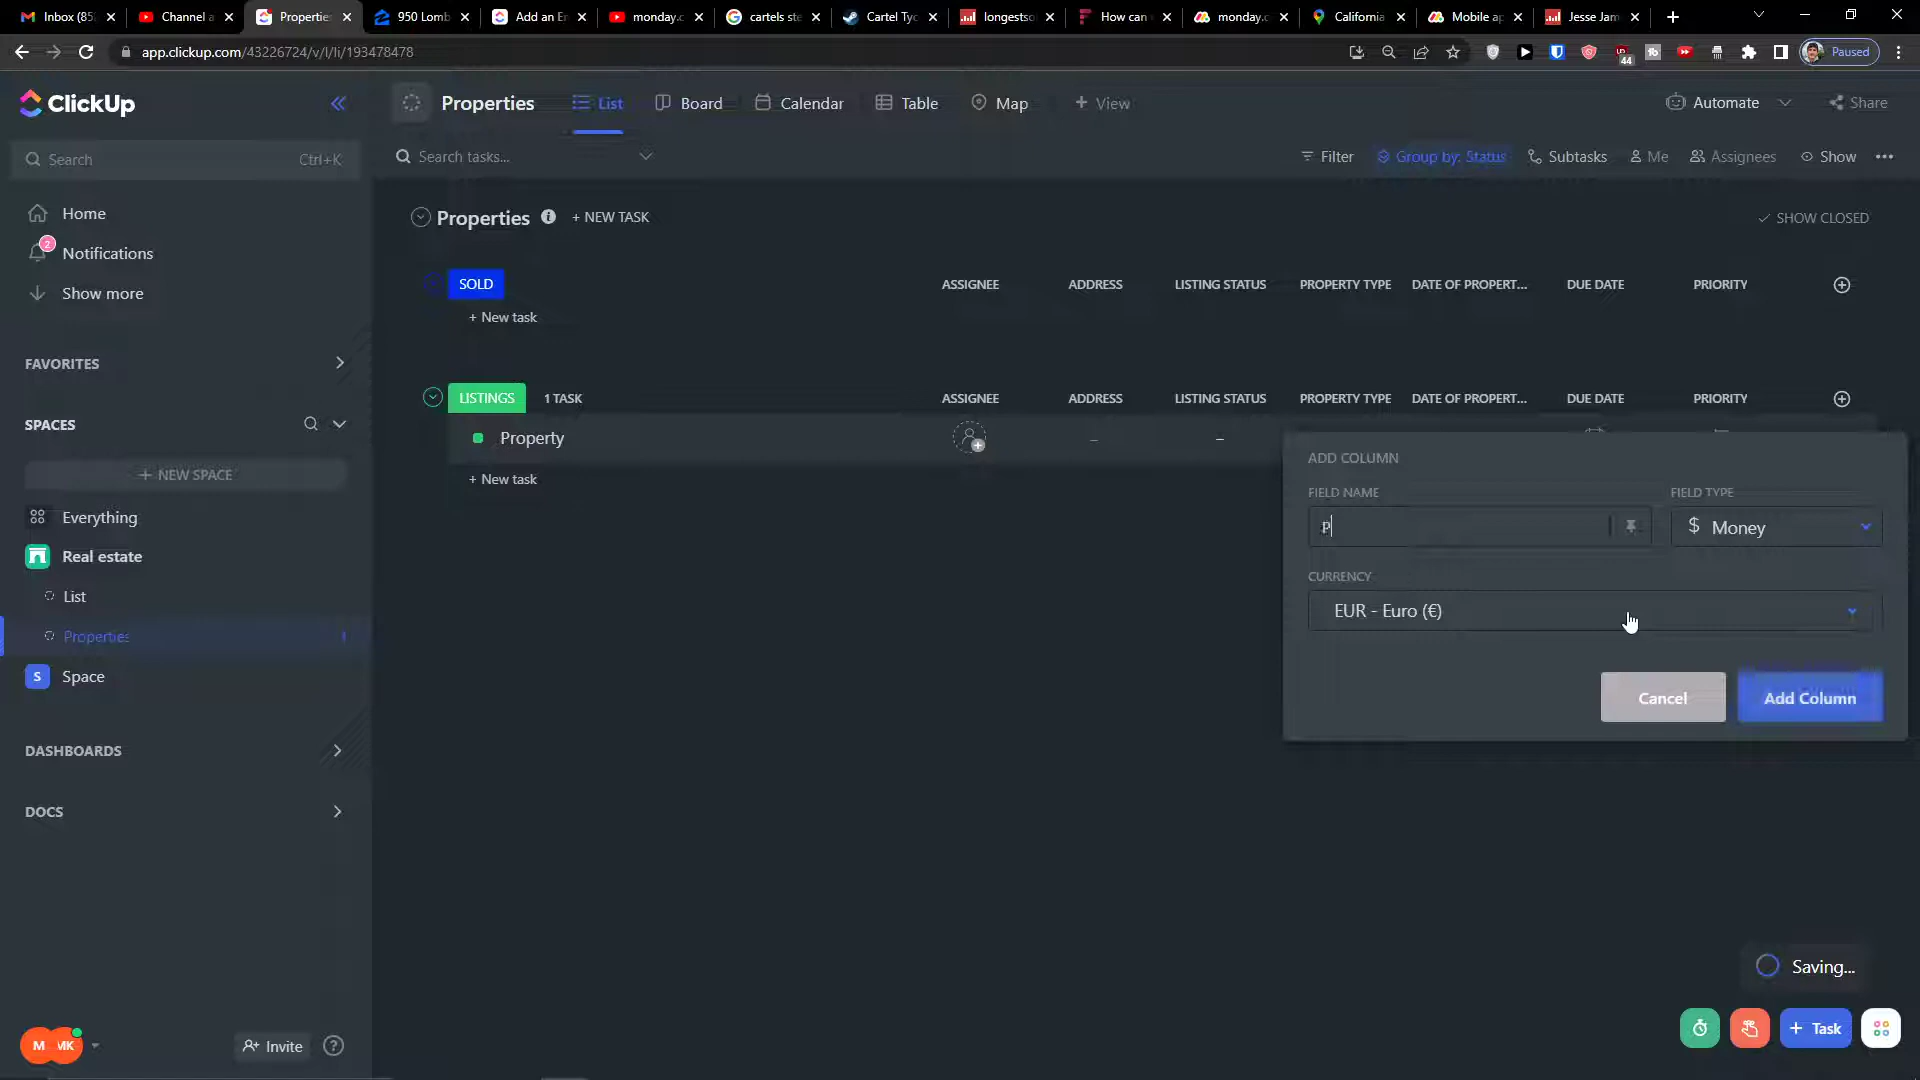 Inbox (85
Channel a
Properties
950 Lomb
Add an E
monday.c
cartels ste
Cartel Tyc
longestso
How can
monday.c
California
Mobile ap
Jesse Jam
app.clickup.com/43226724/v/l/li/193478478
44
Paused
ClickUp
Properties
List
Board
Calendar
Table
Map
+ View
Automate
Share
Search
Ctrl+K
Search tasks...
Filter
Group by: Status
Subtasks
Me
Assignees
Show
Home
2
Notifications
Show more
Properties
+ NEW TASK
SHOW CLOSED
SOLD
ASSIGNEE
ADDRESS
LISTING STATUS
PROPERTY TYPE
DATE OF PROPERT...
DUE DATE
PRIORITY
+ New task
FAVORITES
LISTINGS
1 TASK
ASSIGNEE
ADDRESS
LISTING STATUS
PROPERTY TYPE
DATE OF PROPERT...
DUE DATE
PRIORITY
SPACES
Property
–
–
+ NEW SPACE
+ New task
ADD COLUMN
FIELD NAME
FIELD TYPE
p
$ Money
CURRENCY
EUR - Euro (€)
Cancel
Add Column
Everything
Real estate
List
Properties
1
S
Space
DASHBOARDS
DOCS
Saving...
M
MK
Invite
?
+ Task